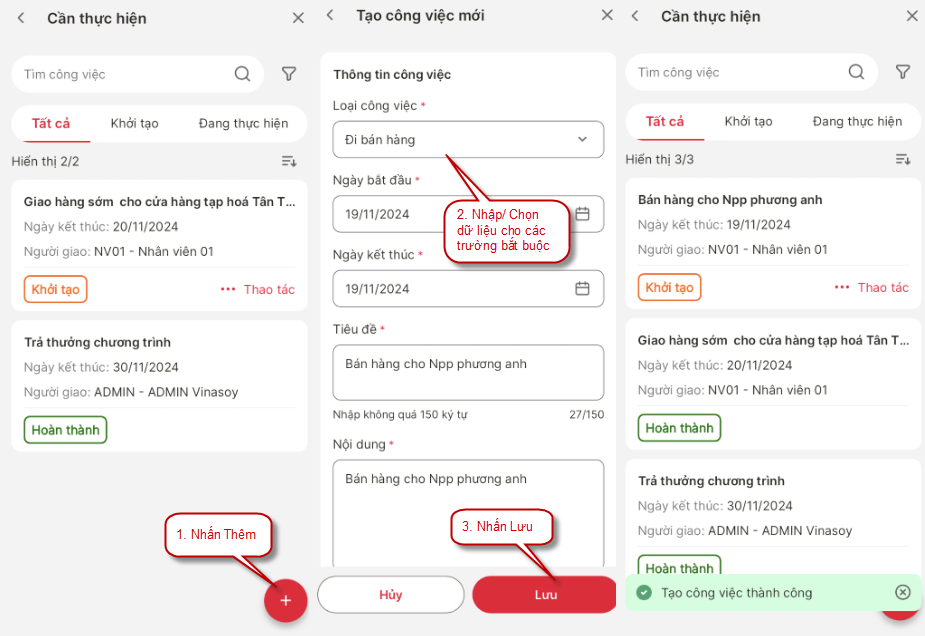 Cần thực hiện
Tìm công việc
Tất cả
Khởi tạo
Đang thực hiện
Hiển thị 2/2
Giao hàng sớm cho cửa hàng tạp hoá Tân T...
Ngày kết thúc: 20/11/2024
Người giao: NV01 - Nhân viên 01
Khởi tạo
Thao tác
Trả thưởng chương trình
Ngày kết thúc: 30/11/2024
Người giao: ADMIN - ADMIN Vinasoy
Hoàn thành
1. Nhấn Thêm
Tạo công việc mới
Thông tin công việc
Loại công việc *
Đi bán hàng
Ngày bắt đầu *
19/11/2024
2. Nhập/ Chọn
dữ liệu cho các
trường bắt buộc
Ngày kết thúc *
19/11/2024
Tiêu đề *
Bán hàng cho Npp phương anh
Nhập không quá 150 ký tự
27/150
Nội dung *
Bán hàng cho Npp phương anh
3. Nhấn Lưu
Hủy
Lưu
Cần thực hiện
Tìm công việc
Tất cả
Khởi tạo
Đang thực hiện
Hiển thị 3/3
Bán hàng cho Npp phương anh
Ngày kết thúc: 19/11/2024
Người giao: NV01 - Nhân viên 01
Khởi tạo
Thao tác
Giao hàng sớm cho cửa hàng tạp hoá Tân T...
Ngày kết thúc: 20/11/2024
Người giao: NV01 - Nhân viên 01
Hoàn thành
Trả thưởng chương trình
Ngày kết thúc: 30/11/2024
Người giao: ADMIN - ADMIN Vinasoy
Hoàn thành
Tạo công việc thành công